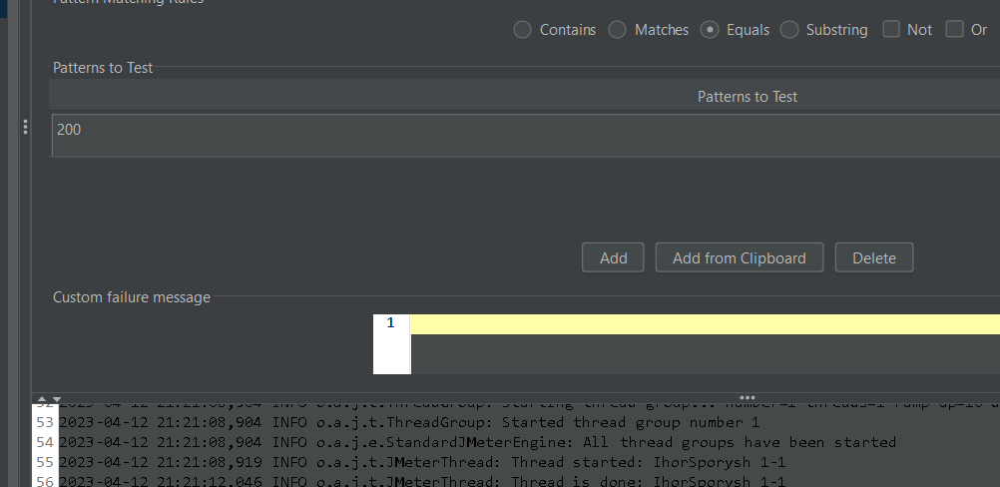 Pattern Matching Rules
Contains Matches Equals Substring Not Or
Patterns to Test
Patterns to Test
200
Add Add from Clipboard Delete
Custom failure message
1
52 2023-04-12 21:21:08,904 INFO o.a.j.t.ThreadGroup: Starting thread group... number=1 threads=1 ramp-up=10
53 2023-04-12 21:21:08,904 INFO o.a.j.t.ThreadGroup: Started thread group number 1
54 2023-04-12 21:21:08,904 INFO o.a.j.e.StandardJMeterEngine: All thread groups have been started
55 2023-04-12 21:21:08,919 INFO o.a.j.t.JMeterThread: Thread started: IhorSporysh 1-1
56 2023-04-12 21:21:12,046 INFO o.a.j.t.JMeterThread: Thread is done: IhorSporysh 1-1